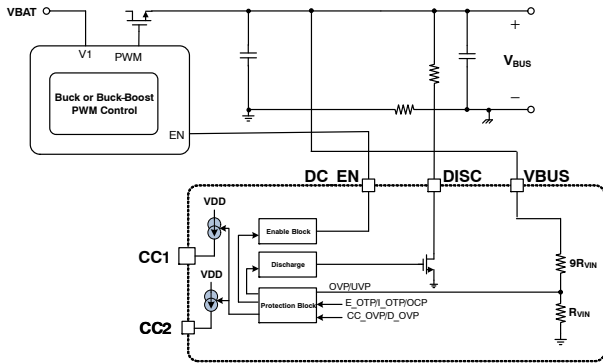 VBAT
V1
PWM
Buck or Buck-Boost
PWM Control
EN
+
VBUS
−
DC_EN
DISC
VBUS
VDD
CC1
VDD
CC2
Enable Block
Discharge
Protection Block
OVP/UVP
E_OTP/I_OTP/OCP
CC_OVP/D_OVP
9RVIN
RVIN